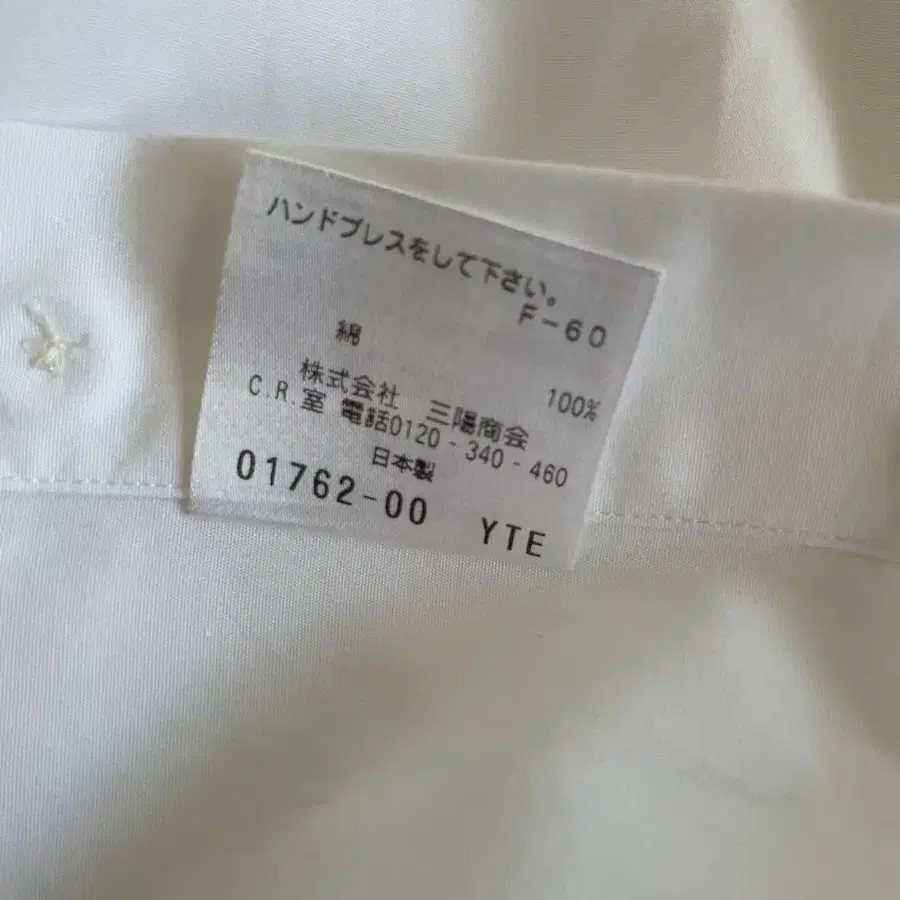 ハンドプレスをして下さい。
F-60
綿 100%
株式会社 三陽商会
C.R.室 電話0120-340-460
日本製
01762-00 YTE